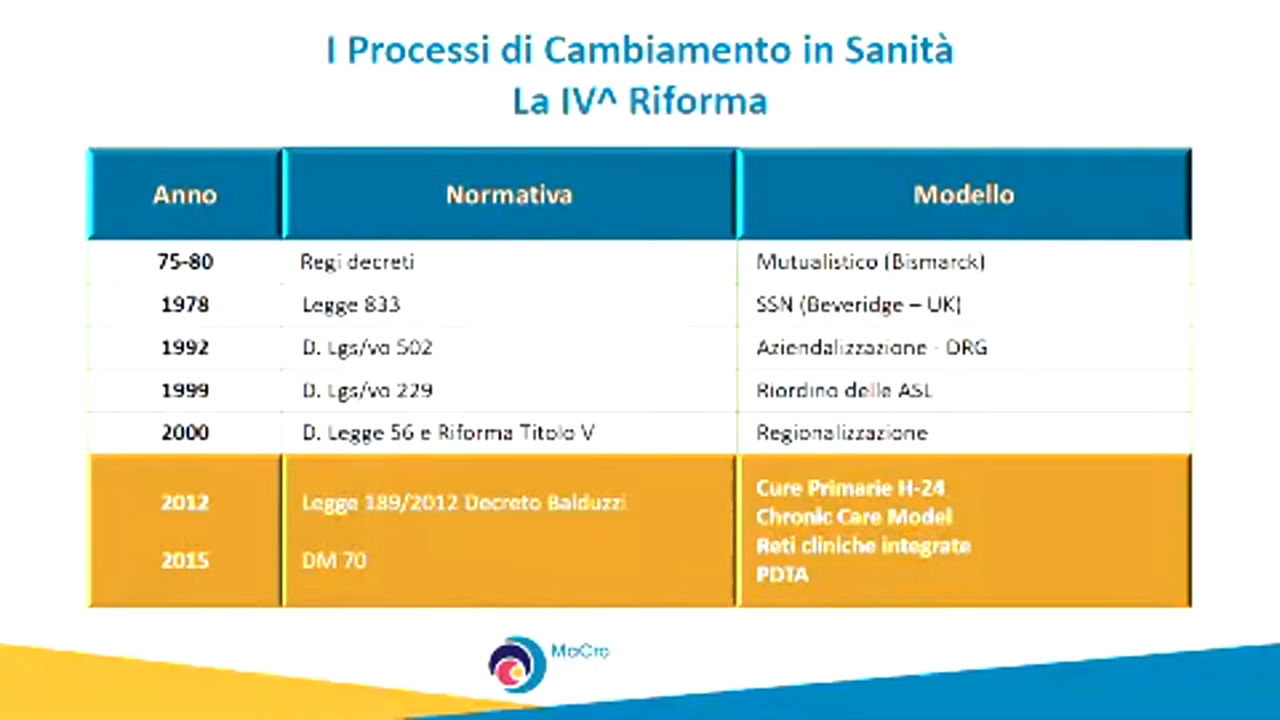 I Processi di Cambiamento in Sanità
La IV^ Riforma
Anno Normativa Modello
75-80 Regi decreti Mutualistico (Bismarck)
1978 Legge 833 SSN (Beveridge – UK)
1992 D. Lgs/vo 502 Aziendalizzazione - DRG
1999 D. Lgs/vo 229 Riordino delle ASL
2000 D. Legge 56 e Riforma Titolo V Regionalizzazione
2012 Legge 189/2012 Decreto Balduzzi
2015 DM 70
Cure Primarie H-24
Chronic Care Model
Reti cliniche integrate
PDTA
MaCro